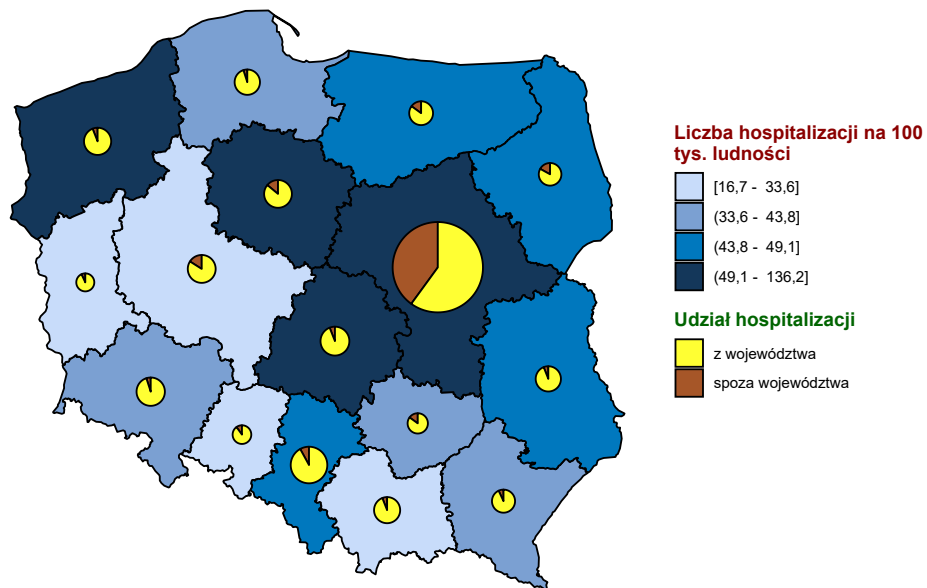 Liczba hospitalizacji na 100
tys. ludności
[16,7 - 33,6]
(33,6 - 43,8]
(43,8 - 49,1]
(49,1 - 136,2]
Udział hospitalizacji
z województwa
spoza województwa